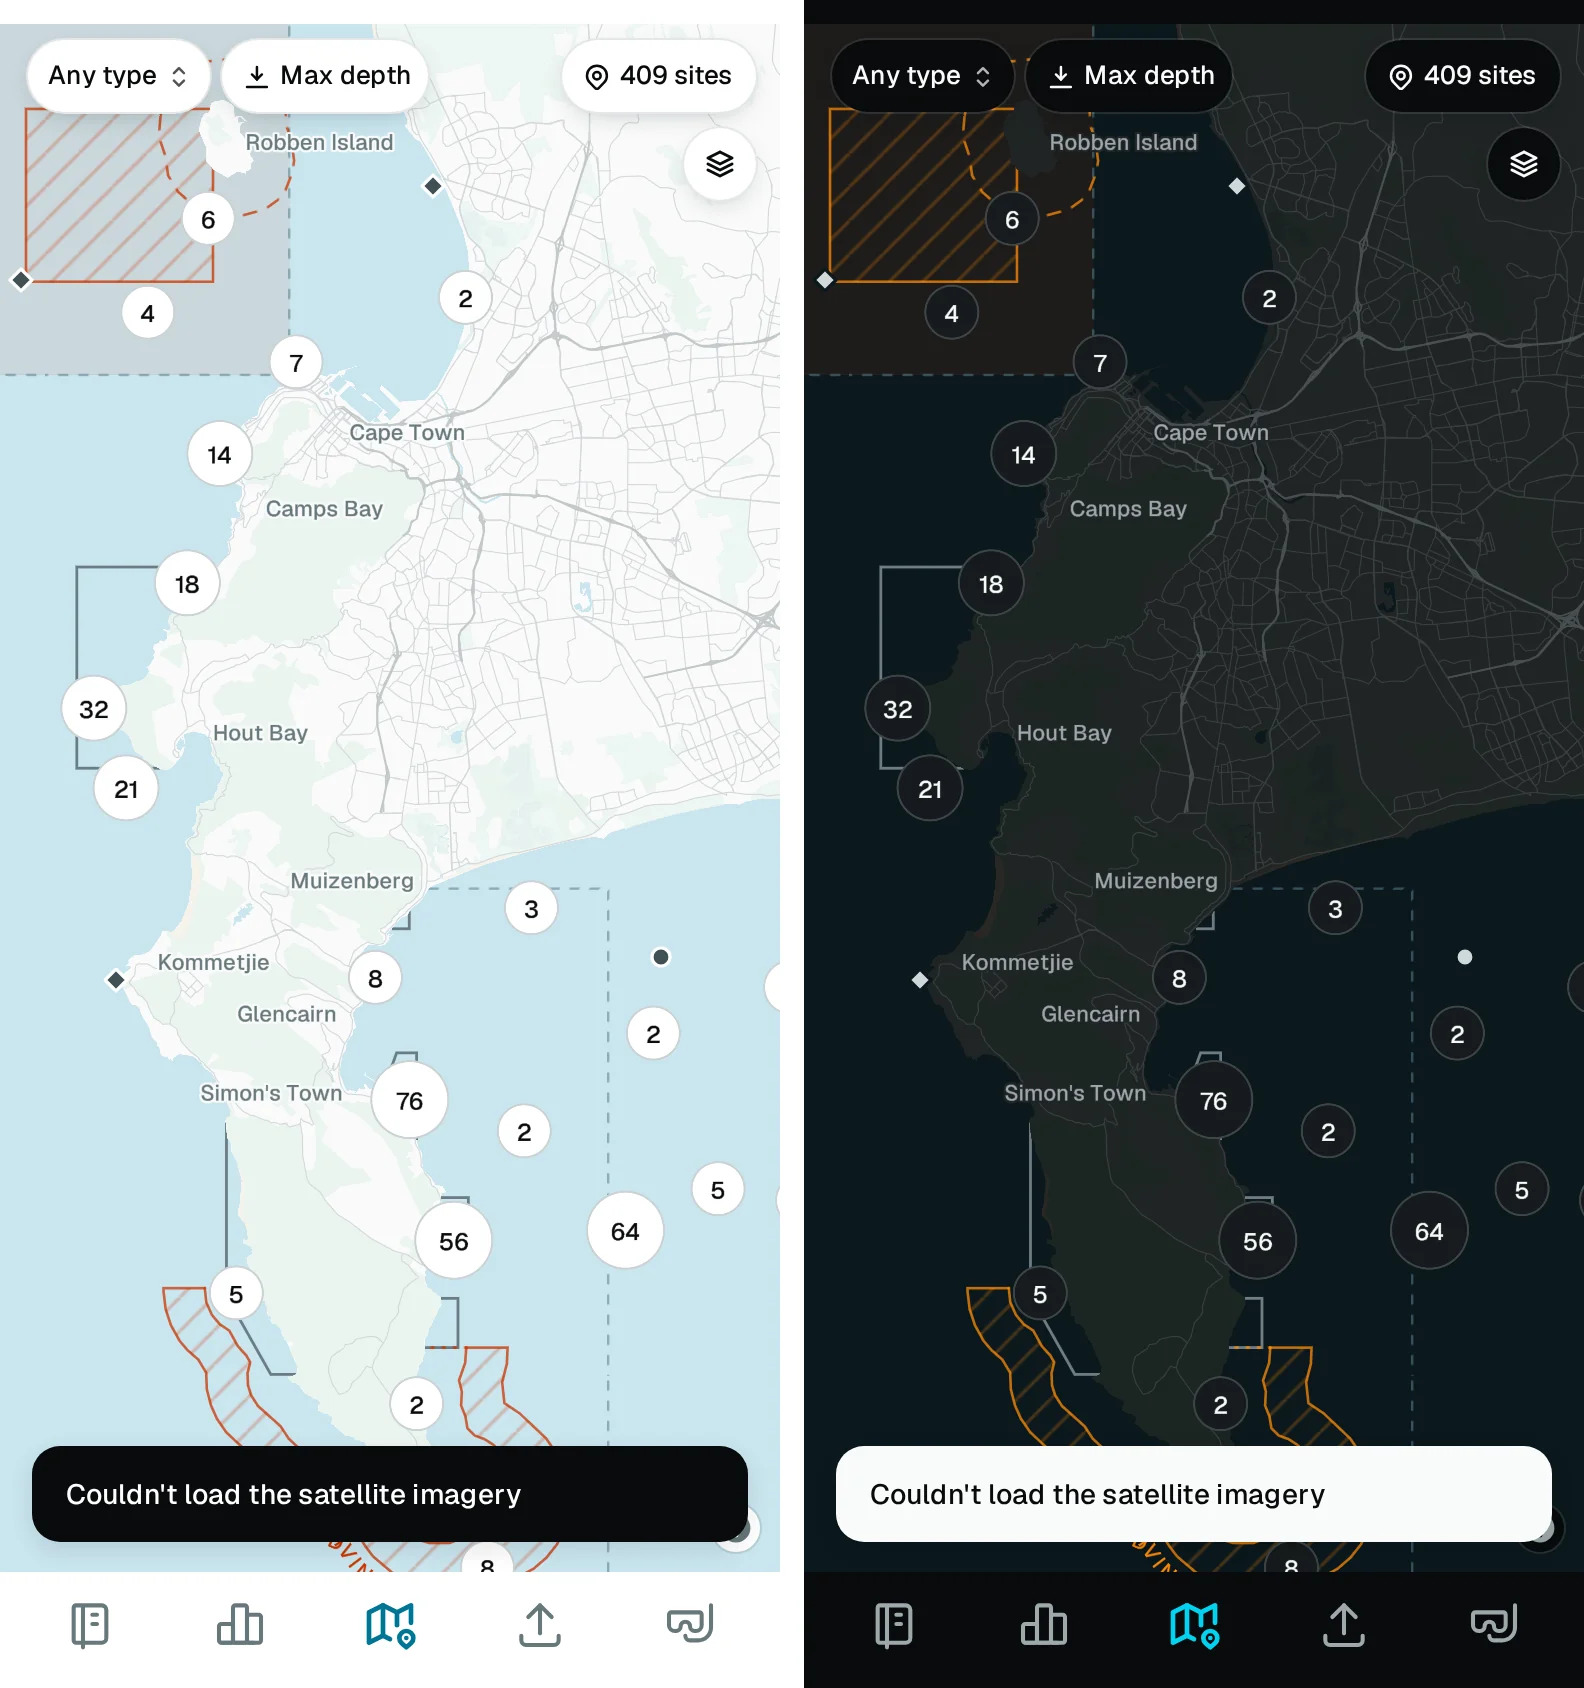 Any type
Max depth
409 sites
Robben Island
6
4
2
7
14
Cape Town
Camps Bay
18
32
Hout Bay
21
Muizenberg
3
Kommetjie
8
Glencairn
2
Simon's Town
76
2
5
64
56
5
2
Couldn't load the satellite imagery
8
Any type
Max depth
409 sites
Robben Island
6
4
2
7
14
Cape Town
Camps Bay
18
32
Hout Bay
21
Muizenberg
3
Kommetjie
8
Glencairn
2
Simon's Town
76
2
5
64
56
5
2
Couldn't load the satellite imagery
8